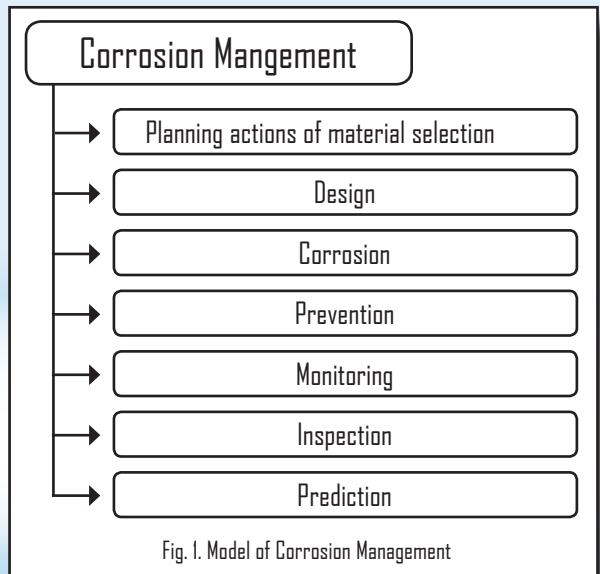 Corrosion Mangement
Planning actions of material selection
Design
Corrosion
Prevention
Monitoring
Inspection
Prediction
Fig. 1. Model of Corrosion Management